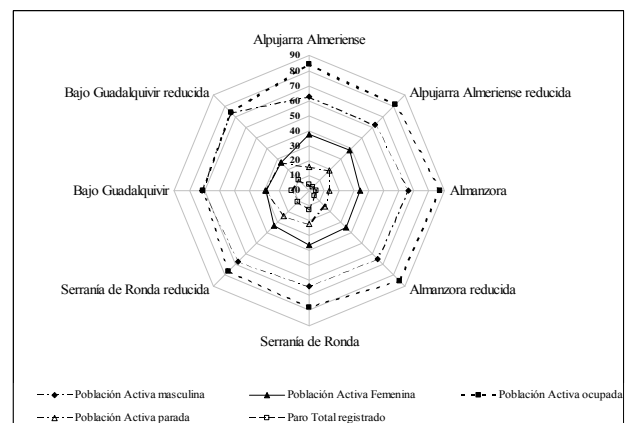 Alpujarra Almeriense
90
80
Bajo Guadalquivir reducida
70
Alpujarra Almeriense reducida
60
50
40
30
20
10
Bajo Guadalquivir
0
Almanzora
Serranía de Ronda reducida
Almanzora reducida
Serranía de Ronda
Población Activa masculina Población Activa Femenina Población Activa ocupada
Población Activa parada Paro Total registrado